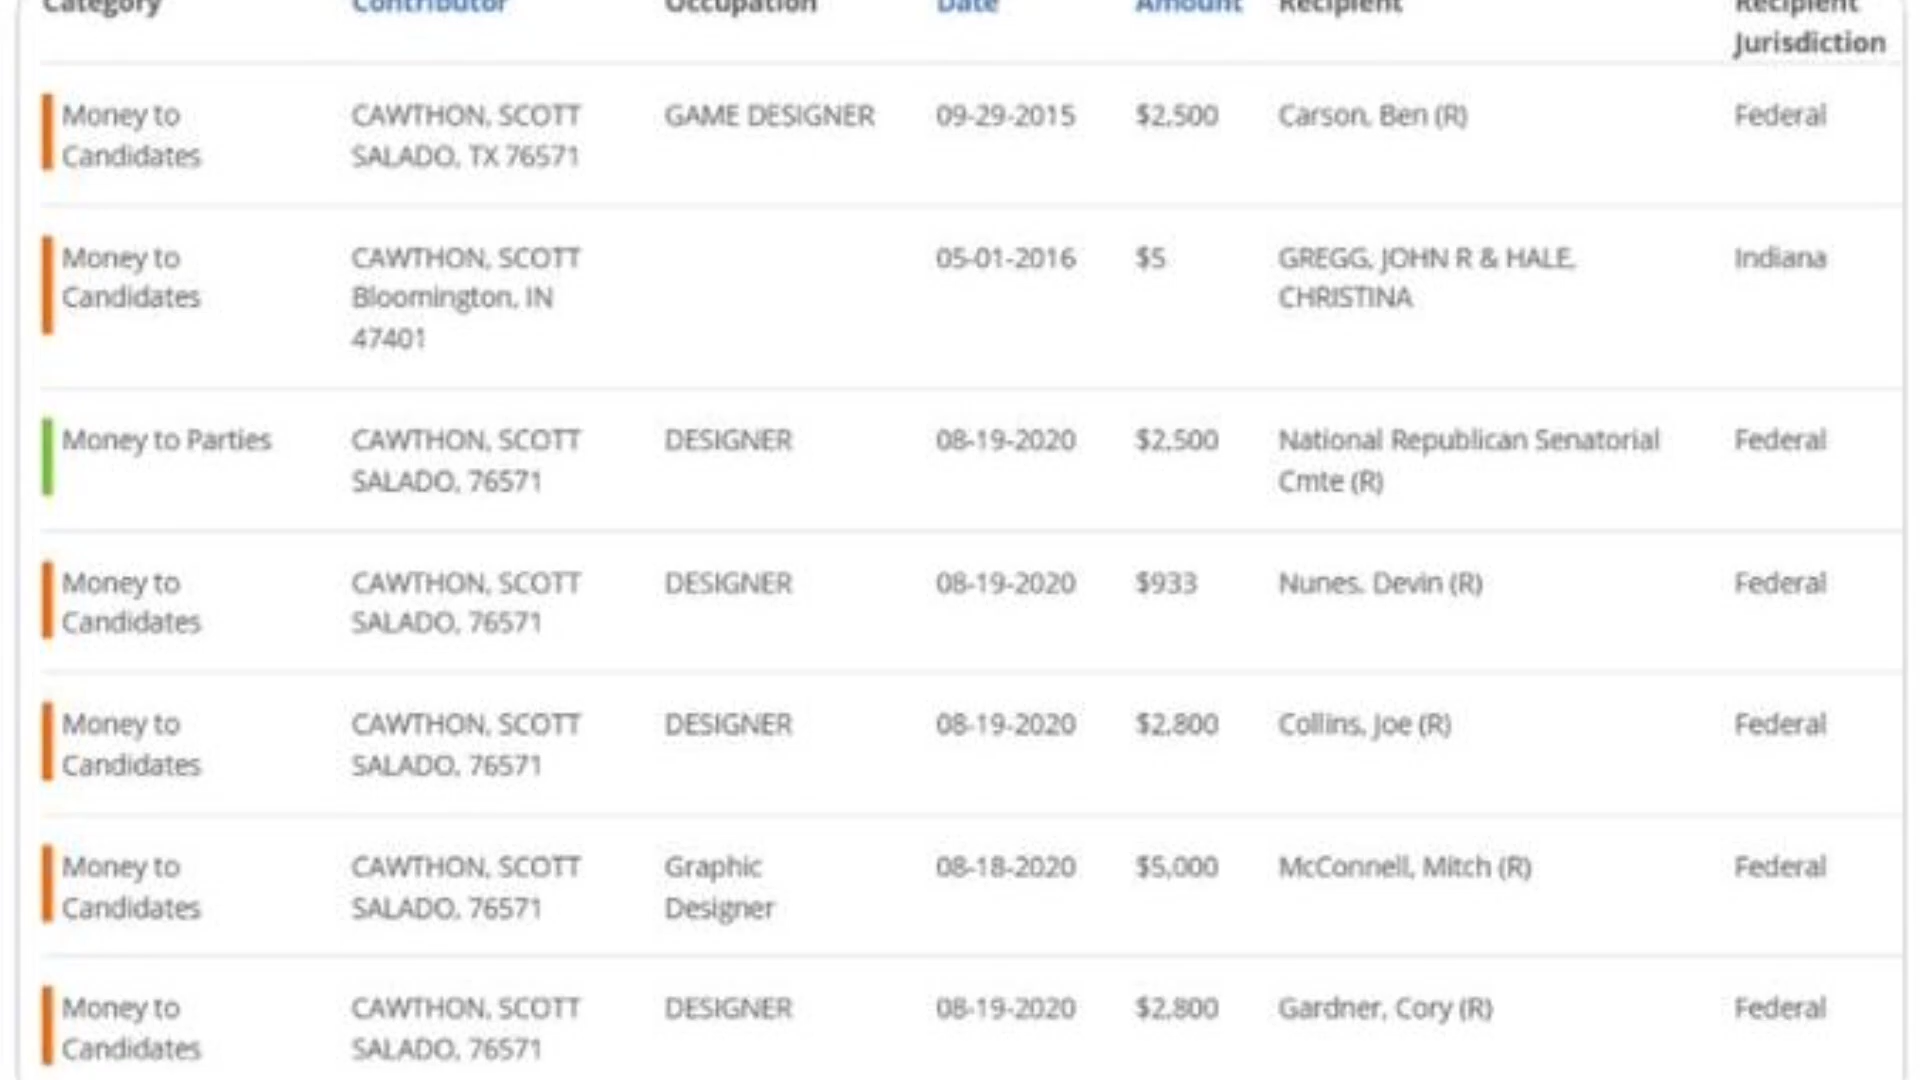 Category Contributor Occupation Date Amount Recipient Recipient
Jurisdiction
Money to CAWTHON, SCOTT GAME DESIGNER 09-29-2015 $2,500 Carson, Ben (R) Federal
Candidates SALADO, TX 76571
Money to CAWTHON, SCOTT 05-01-2016 $5 GREGG, JOHN R & HALE, Indiana
Candidates Bloomington, IN CHRISTINA
47401
Money to Parties CAWTHON, SCOTT DESIGNER 08-19-2020 $2,500 National Republican Senatorial Federal
SALADO, 76571 Cmte (R)
Money to CAWTHON, SCOTT DESIGNER 08-19-2020 $933 Nunes, Devin (R) Federal
Candidates SALADO, 76571
Money to CAWTHON, SCOTT DESIGNER 08-19-2020 $2,800 Collins, Joe (R) Federal
Candidates SALADO, 76571
Money to CAWTHON, SCOTT Graphic 08-18-2020 $5,000 McConnell, Mitch (R) Federal
Candidates SALADO, 76571 Designer
Money to CAWTHON, SCOTT DESIGNER 08-19-2020 $2,800 Gardner, Cory (R) Federal
Candidates SALADO, 76571